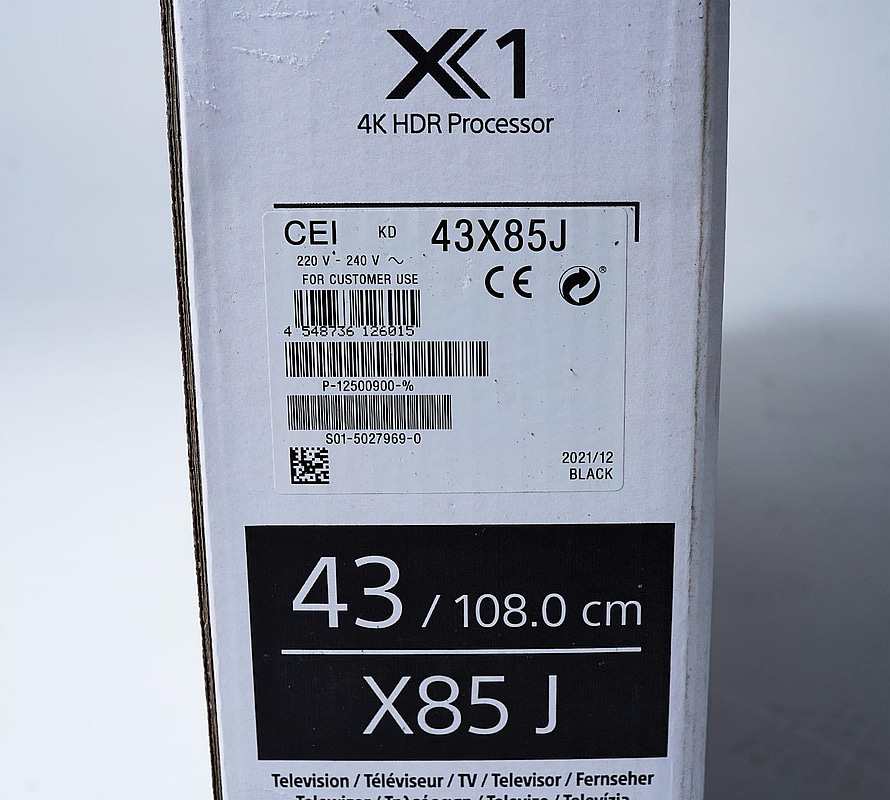 X1
4K HDR Processor
CEI KD 43X85J
220 V - 240 V ~
FOR CUSTOMER USE
CE
4 548736 126015
P-12500900-%
S01-5027969-0
2021/12
BLACK
43 / 108.0 cm
X85 J
Television / Téléviseur / TV / Televisor / Fernseher